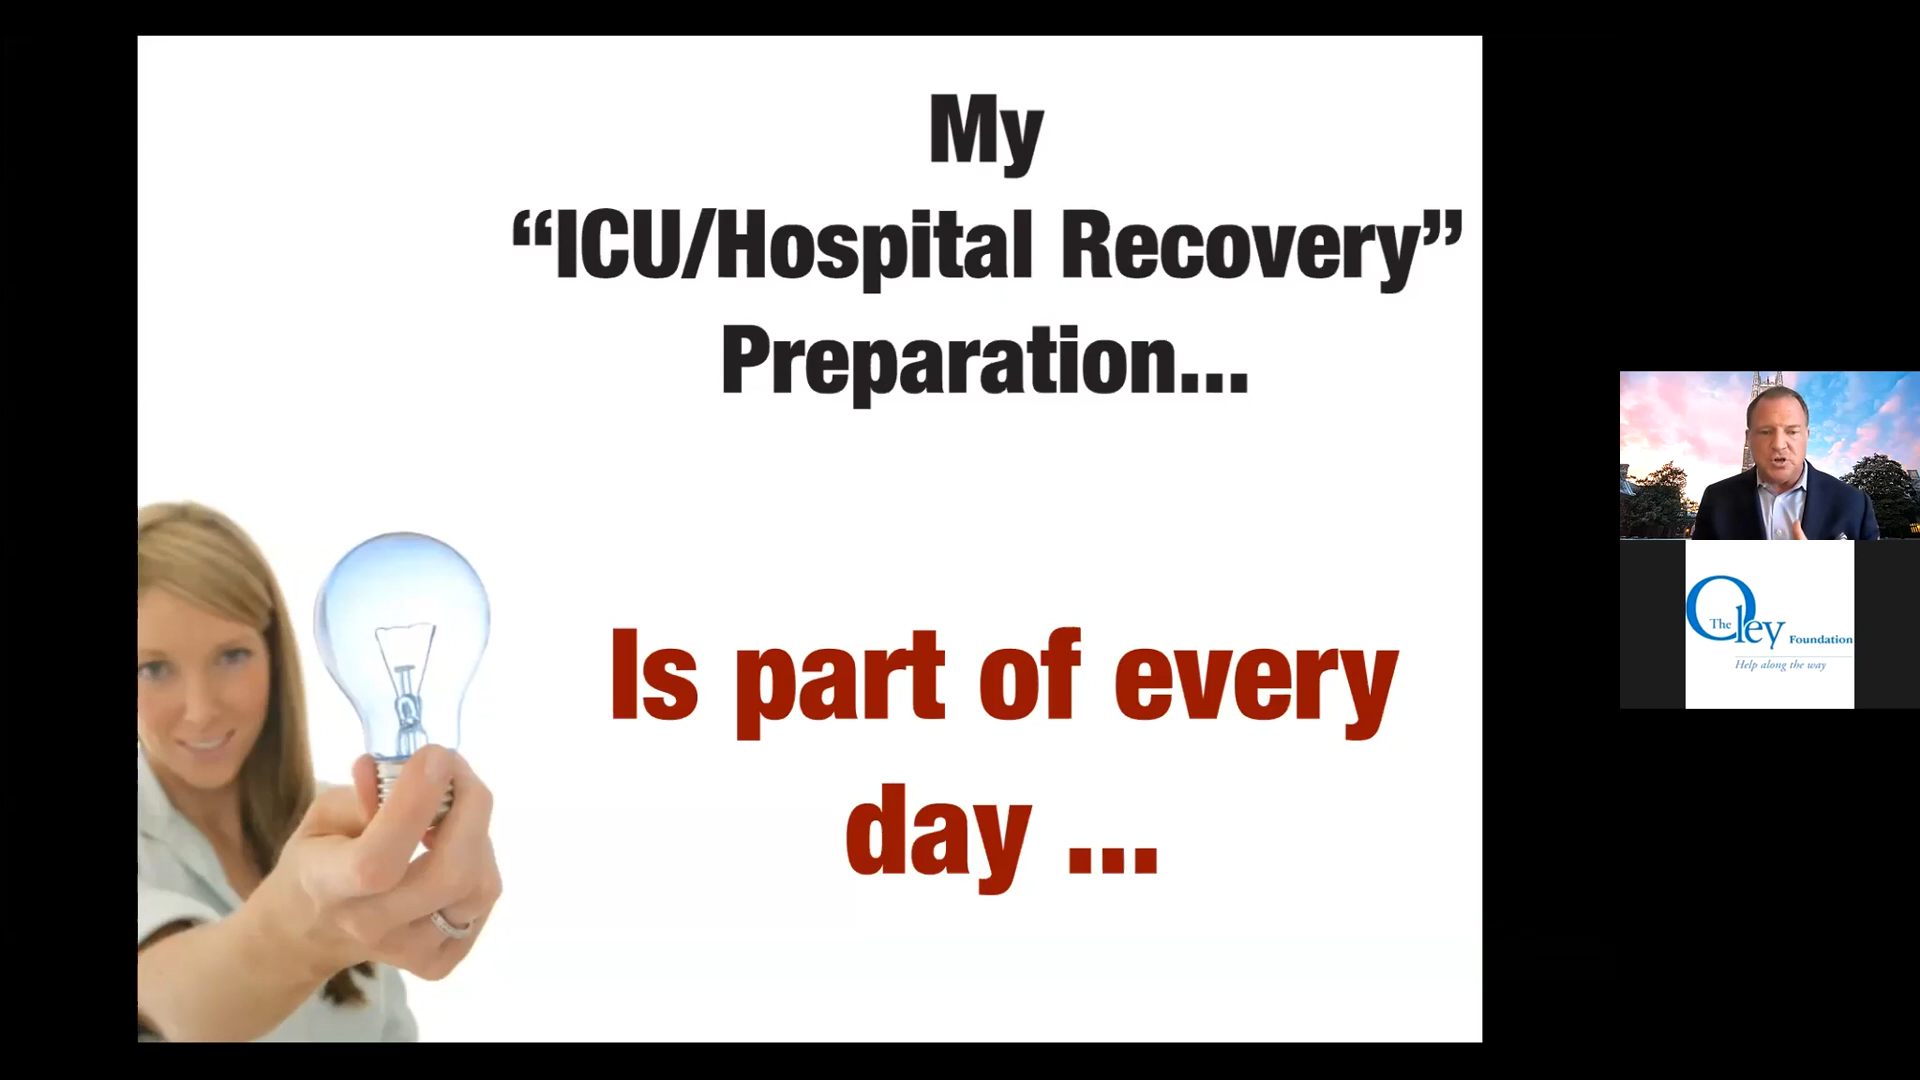 My
“ICU/Hospital Recovery”
Preparation...
Is part of every
day ...
The Oley Foundation
Help along the way